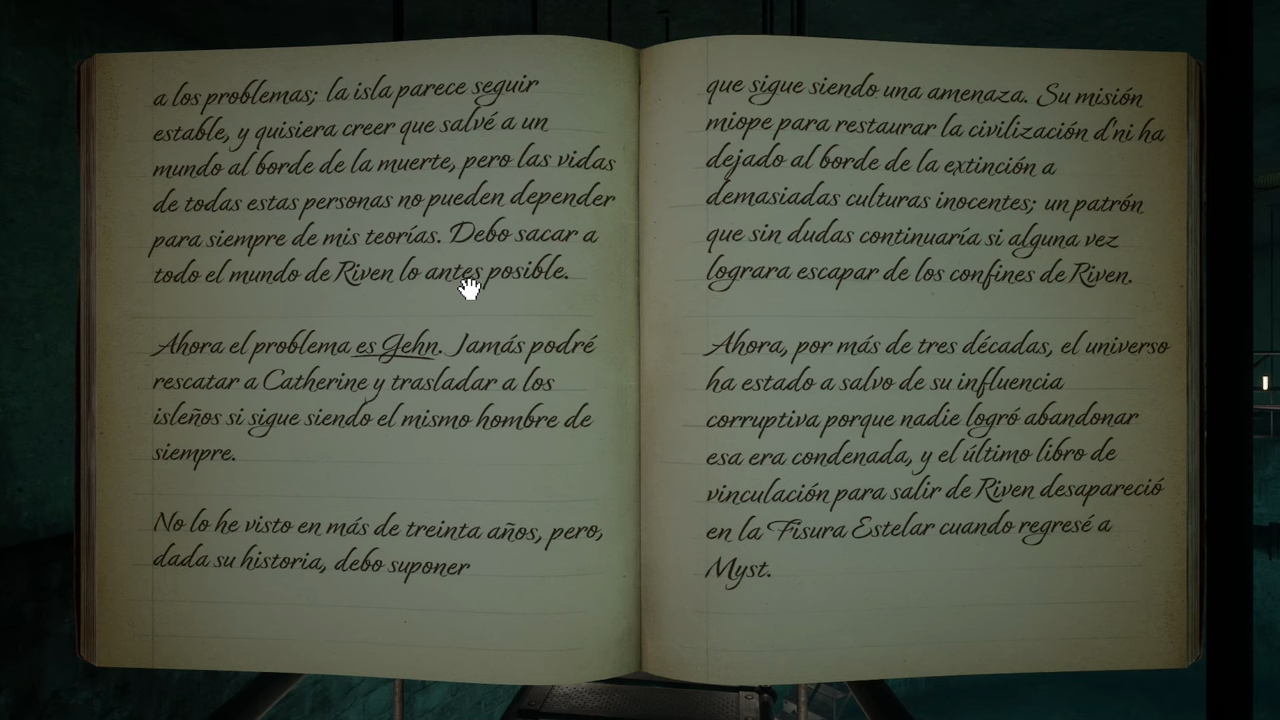 a los problemas; la isla parece seguir
estable, y quisiera creer que salvé a un
mundo al borde de la muerte, pero las vidas
de todas estas personas no pueden depender
para siempre de mis teorías. Debo sacar a
todo el mundo de Riven lo antes posible.
Ahora el problema es Gehn. Jamás podré
rescatar a Catherine y trasladar a los
isleños si sigue siendo el mismo hombre de
siempre.
No lo he visto en más de treinta años, pero,
dada su historia, debo suponer
que sigue siendo una amenaza. Su misión
miope para restaurar la civilización d'ni ha
dejado al borde de la extinción a
demasiadas culturas inocentes; un patrón
que sin dudas continuaría si alguna vez
lograra escapar de los confines de Riven.
Ahora, por más de tres décadas, el universo
ha estado a salvo de su influencia
corruptiva porque nadie logró abandonar
esa era condenada, y el último libro de
vinculación para salir de Riven desapareció
en la Fisura Estelar cuando regresé a
Myst.